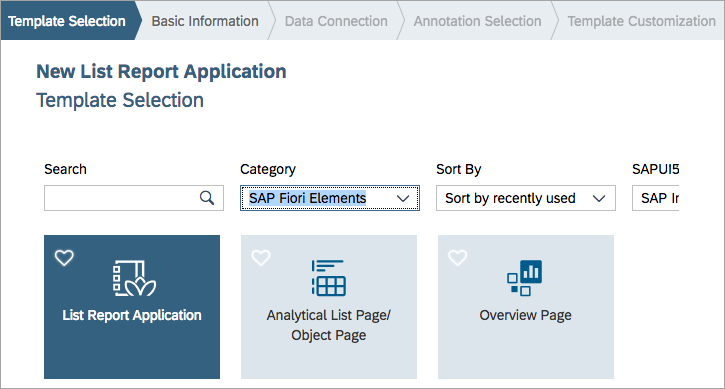 Template Selection Basic Information Data Connection Annotation Selection Template Customization
New List Report Application
Template Selection
Search Category Sort By SAPUI5
SAP Fiori Elements Sort by recently used SAP
List Report Application Analytical List Page/ Overview Page
Object Page